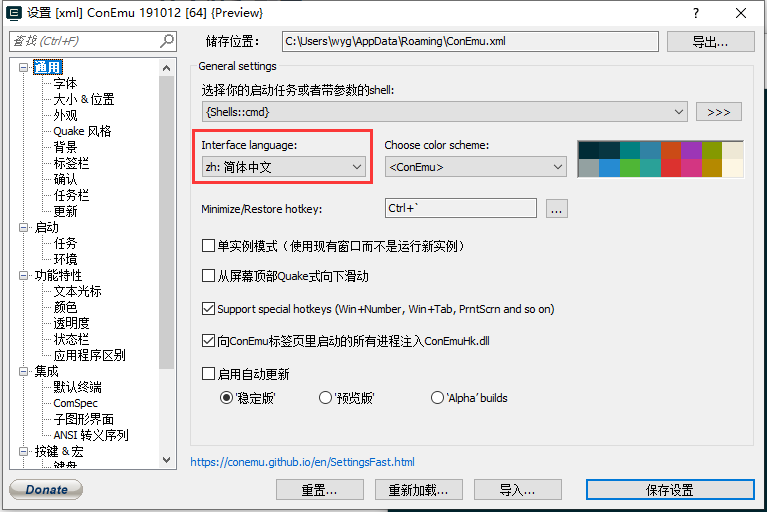 设置 [xml] ConEmu 191012 [64] {Preview}
查找 (Ctrl+F)
储存位置：
C:\Users\wyg\AppData\Roaming\ConEmu.xml
导出...
通用
字体
大小 & 位置
外观
Quake 风格
背景
标签栏
确认
任务栏
更新
启动
任务
环境
功能特性
文本光标
颜色
透明度
状态栏
应用程序区别
集成
默认终端
ComSpec
子图形界面
ANSI 转义序列
按键 & 宏
键盘
General settings
选择你的启动任务或者带参数的shell:
{Shells::cmd}
>>>
Interface language:
Choose color scheme:
zh: 简体中文
<ConEmu>
Minimize/Restore hotkey:
Ctrl+`
...
单实例模式（使用现有窗口而不是运行新实例）
从屏幕顶部Quake式向下滑动
Support special hotkeys (Win+Number, Win+Tab, PrntScrn and so on)
向ConEmu标签页里启动的所有进程注入ConEmuHk.dll
启用自动更新
'稳定版'
'预览版'
'Alpha' builds
https://conemu.github.io/en/SettingsFast.html
Donate
重置...
重新加载...
导入...
保存设置